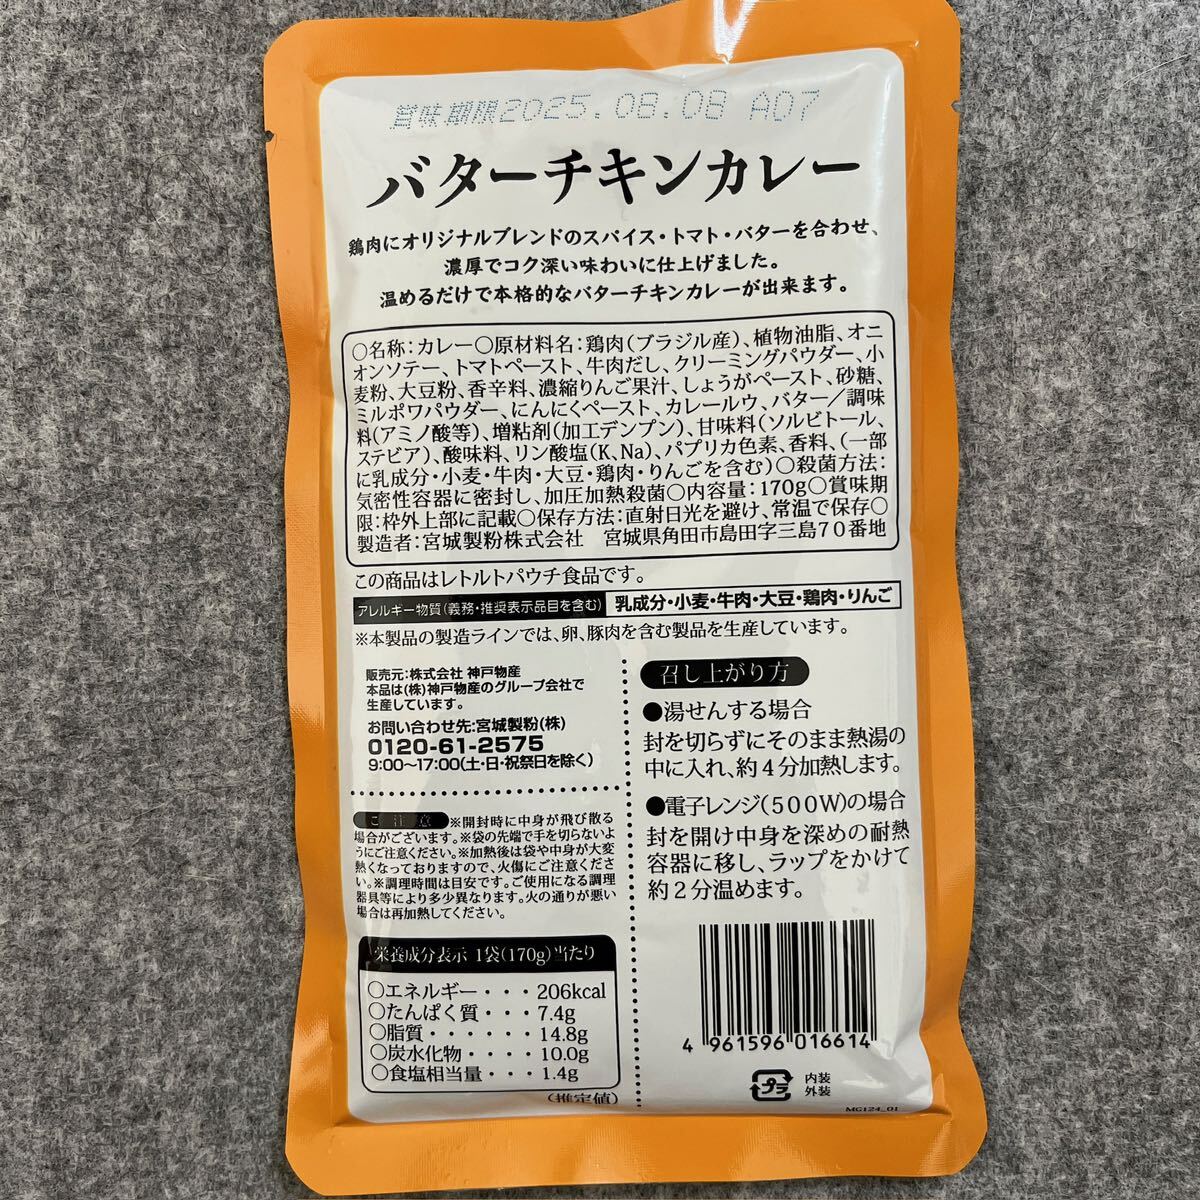 賞味期限2025.08.08 A07
バターチキンカレー
鶏肉にオリジナルブレンドのスパイス・トマト・バターを合わせ、
濃厚でコク深い味わいに仕上げました。
温めるだけで本格的なバターチキンカレーが出来ます。
○名称:カレー○原材料名:鶏肉(ブラジル産)、植物油脂、オニ
オンソテー、トマトペースト、牛肉だし、クリーミングパウダー、小
麦粉、大豆粉、香辛料、濃縮りんご果汁、しょうがペースト、砂糖、
ミルポワパウダー、にんにくペースト、カレールウ、バター/調味
料(アミノ酸等)、増粘剤(加工デンプン)、甘味料(ソルビトール、
ステビア)、酸味料、リン酸塩(K、Na)、パプリカ色素、香料、(一部
に乳成分・小麦・牛肉・大豆・鶏肉・りんごを含む)○殺菌方法:
気密性容器に密封し、加圧加熱殺菌○内容量:170g○賞味期
限:枠外上部に記載○保存方法:直射日光を避け、常温で保存○
製造者:宮城製粉株式会社 宮城県角田市島田字三島70番地
この商品はレトルトパウチ食品です。
アレルギー物質(義務・推奨表示品目を含む) 乳成分・小麦・牛肉・大豆・鶏肉・りんご
※本製品の製造ラインでは、卵、豚肉を含む製品を生産しています。
販売元:株式会社 神戸物産
本品は(株)神戸物産のグループ会社で
生産しています。
お問い合わせ先:宮城製粉(株)
0120-61-2575
9:00〜17:00(土・日・祝祭日を除く)
ご注意 ※開封時に中身が飛び散る
場合がございます。※袋の先端で手を切らないよ
うにご注意ください。※加熱後は袋や中身が大変
熱くなっておりますので、火傷にご注意くださ
い。※調理時間は目安です。ご使用になる調理
器具等により多少異なります。火の通りが悪い
場合は再加熱してください。
栄養成分表示 1袋(170g)当たり
○エネルギー・・・206kcal
○たんぱく質・・・7.4g
○脂質・・・・・・14.8g
○炭水化物・・・・10.0g
○食塩相当量・・・1.4g
(推定値)
召し上がり方
●湯せんする場合
封を切らずにそのまま熱湯の
中に入れ、約4分加熱します。
●電子レンジ(500W)の場合
封を開け中身を深めの耐熱
容器に移し、ラップをかけて
約2分温めます。
4 961596 016614
プラ
内装
外装
MG124_01